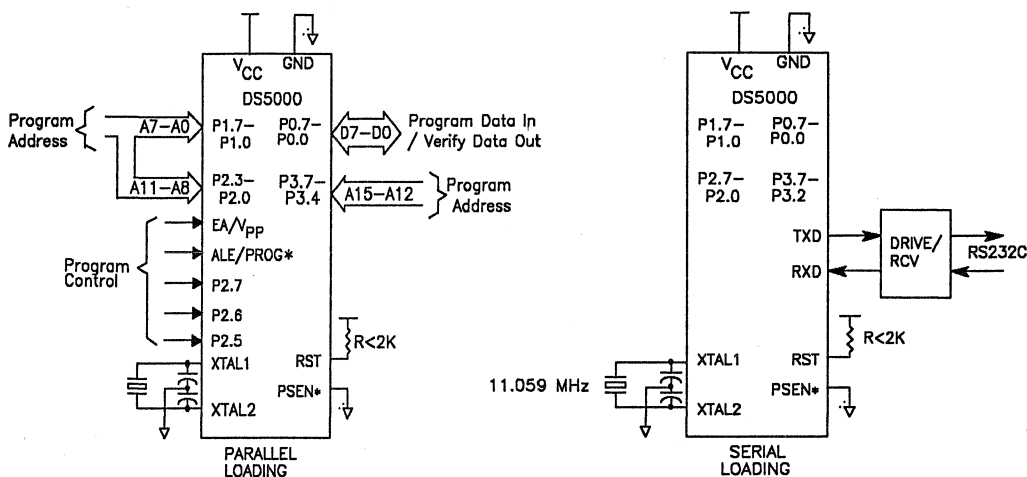 VCC GND
DS5000
Program
Address
A7-A0
P1.7-
P1.0
P0.7-
P0.0
D7-D0
Program Data In
/ Verify Data Out
A11-A8
P2.3-
P2.0
P3.7-
P3.4
A15-A12
Program
Address
Program
Control
EA/VPP
ALE/PROG*
P2.7
P2.6
P2.5
XTAL1
XTAL2
RST
R<2K
PSEN*
PARALLEL
LOADING
VCC GND
DS5000
P1.7-
P1.0
P0.7-
P0.0
P2.7-
P2.0
P3.7-
P3.2
TXD
RXD
DRIVE/
RCV
RS232C
11.059 MHz
XTAL1
XTAL2
RST
R<2K
PSEN*
SERIAL
LOADING